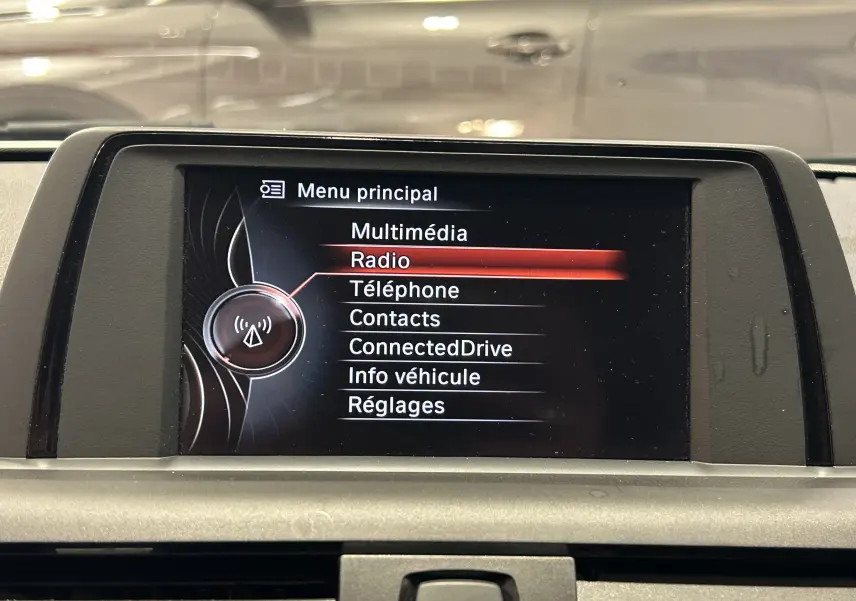 Menu principal
Multimédia
Radio
Téléphone
Contacts
ConnectedDrive
Info véhicule
Réglages